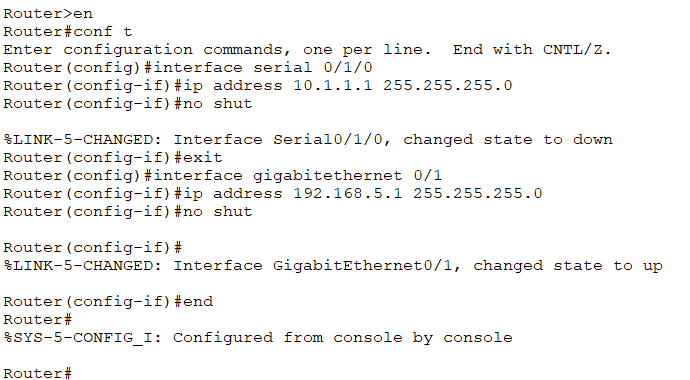 Router>en
Router#conf t
Enter configuration commands, one per line.  End with CNTL/Z.
Router(config)#interface serial 0/1/0
Router(config-if)#ip address 10.1.1.1 255.255.255.0
Router(config-if)#no shut
%LINK-5-CHANGED: Interface Serial0/1/0, changed state to down
Router(config-if)#exit
Router(config)#interface gigabitethernet 0/1
Router(config-if)#ip address 192.168.5.1 255.255.255.0
Router(config-if)#no shut
Router(config-if)#
%LINK-5-CHANGED: Interface GigabitEthernet0/1, changed state to up
Router(config-if)#end
Router#
%SYS-5-CONFIG_I: Configured from console by console
Router#